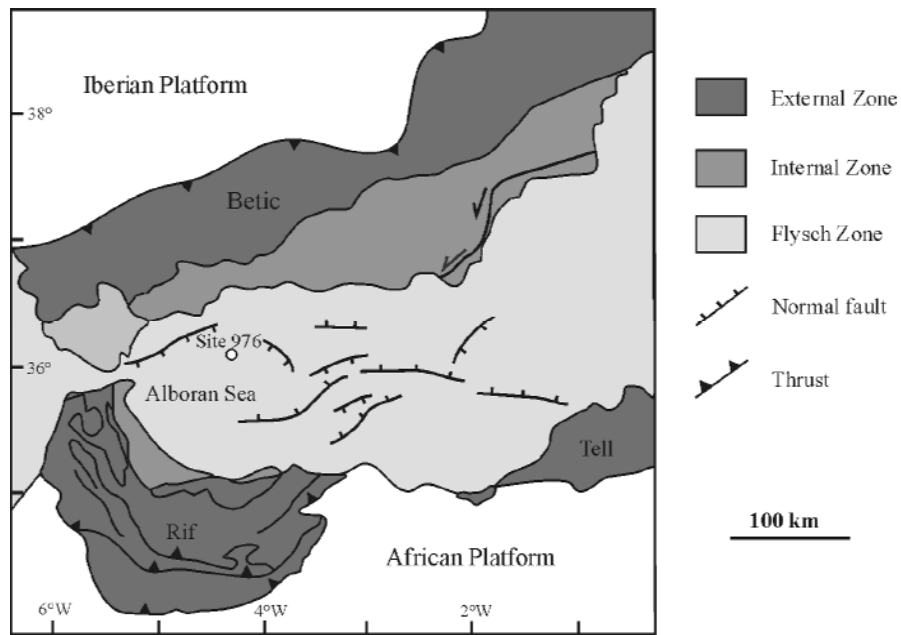 Iberian Platform
38°
Betic
Site 976
36°
Alboran Sea
Tell
Rif
African Platform
6°W
4°W
2°W
External Zone
Internal Zone
Flysch Zone
Normal fault
Thrust
100 km